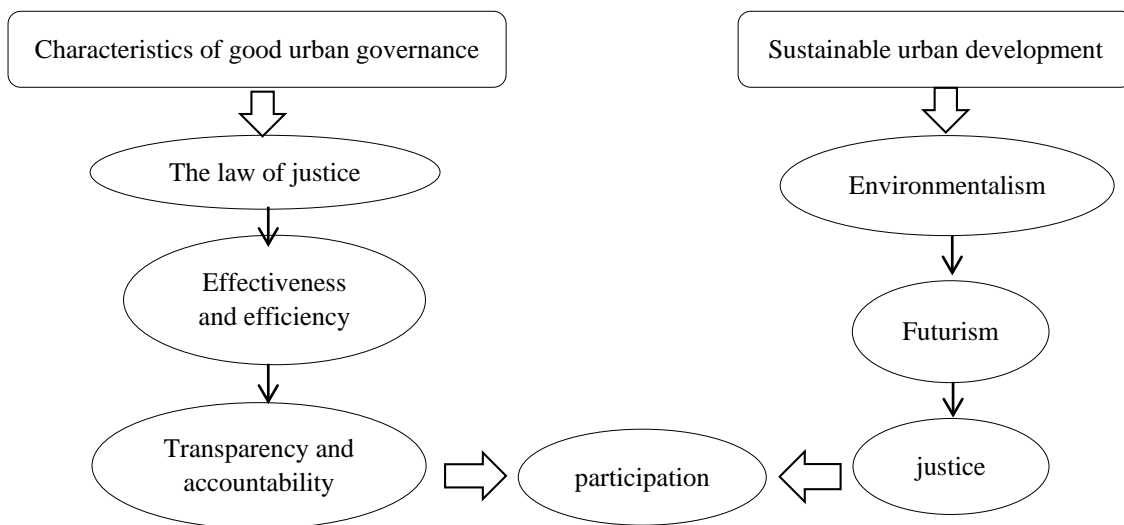 Characteristics of good urban governance
Sustainable urban development
The law of justice
Environmentalism
Effectiveness
and efficiency
Futurism
Transparency and
accountability
participation
justice